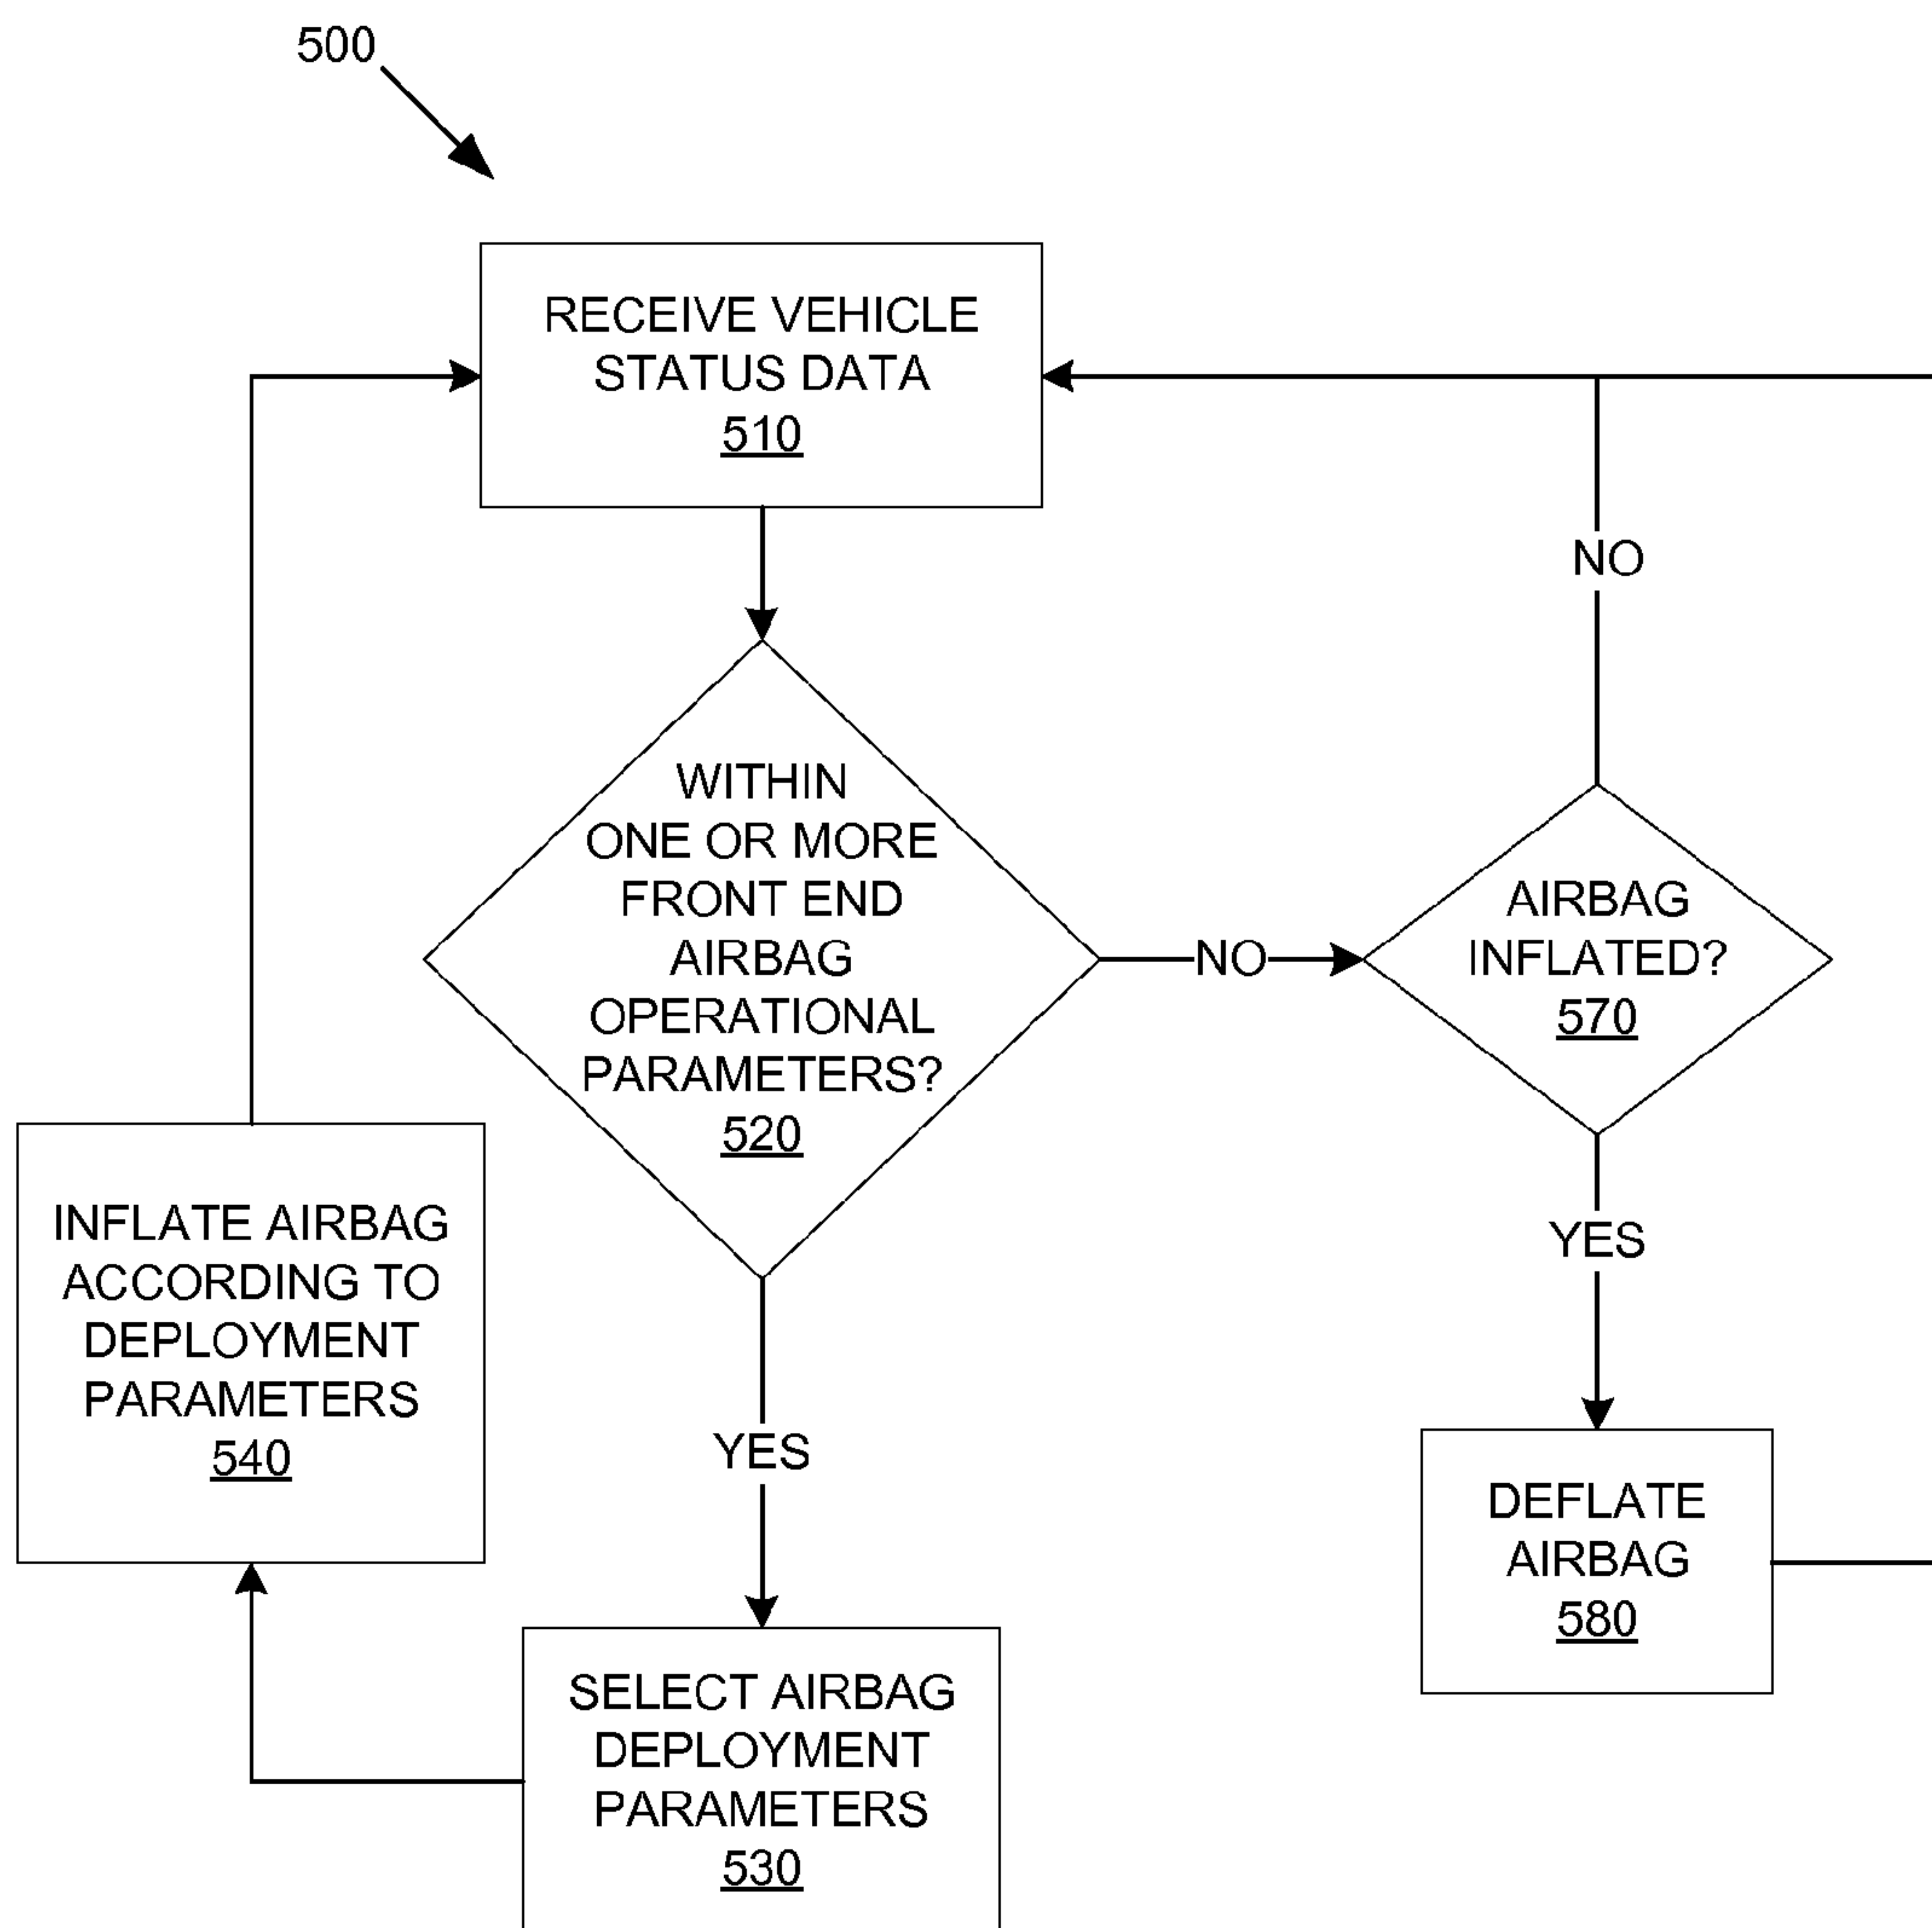 500
RECEIVE VEHICLE
STATUS DATA
510
NO
WITHIN
ONE OR MORE
FRONT END
AIRBAG
OPERATIONAL
PARAMETERS?
520
NO
AIRBAG
INFLATED?
570
INFLATE AIRBAG
ACCORDING TO
DEPLOYMENT
PARAMETERS
540
YES
YES
DEFLATE
AIRBAG
580
SELECT AIRBAG
DEPLOYMENT
PARAMETERS
530